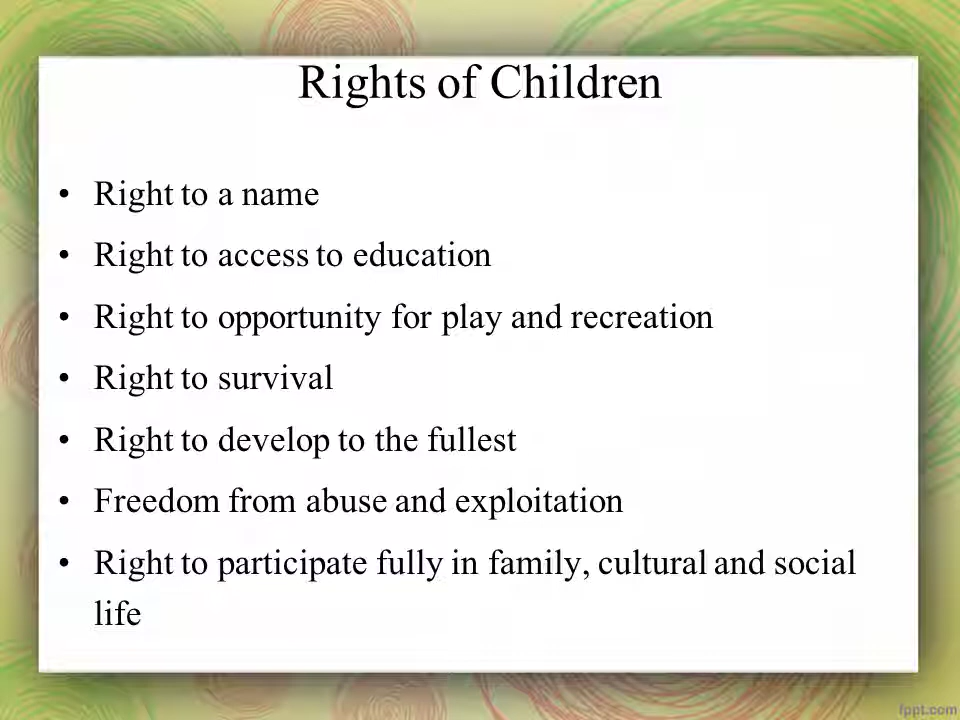 Rights of Children
• Right to a name
• Right to access to education
• Right to opportunity for play and recreation
• Right to survival
• Right to develop to the fullest
• Freedom from abuse and exploitation
• Right to participate fully in family, cultural and social
life
fppt.com